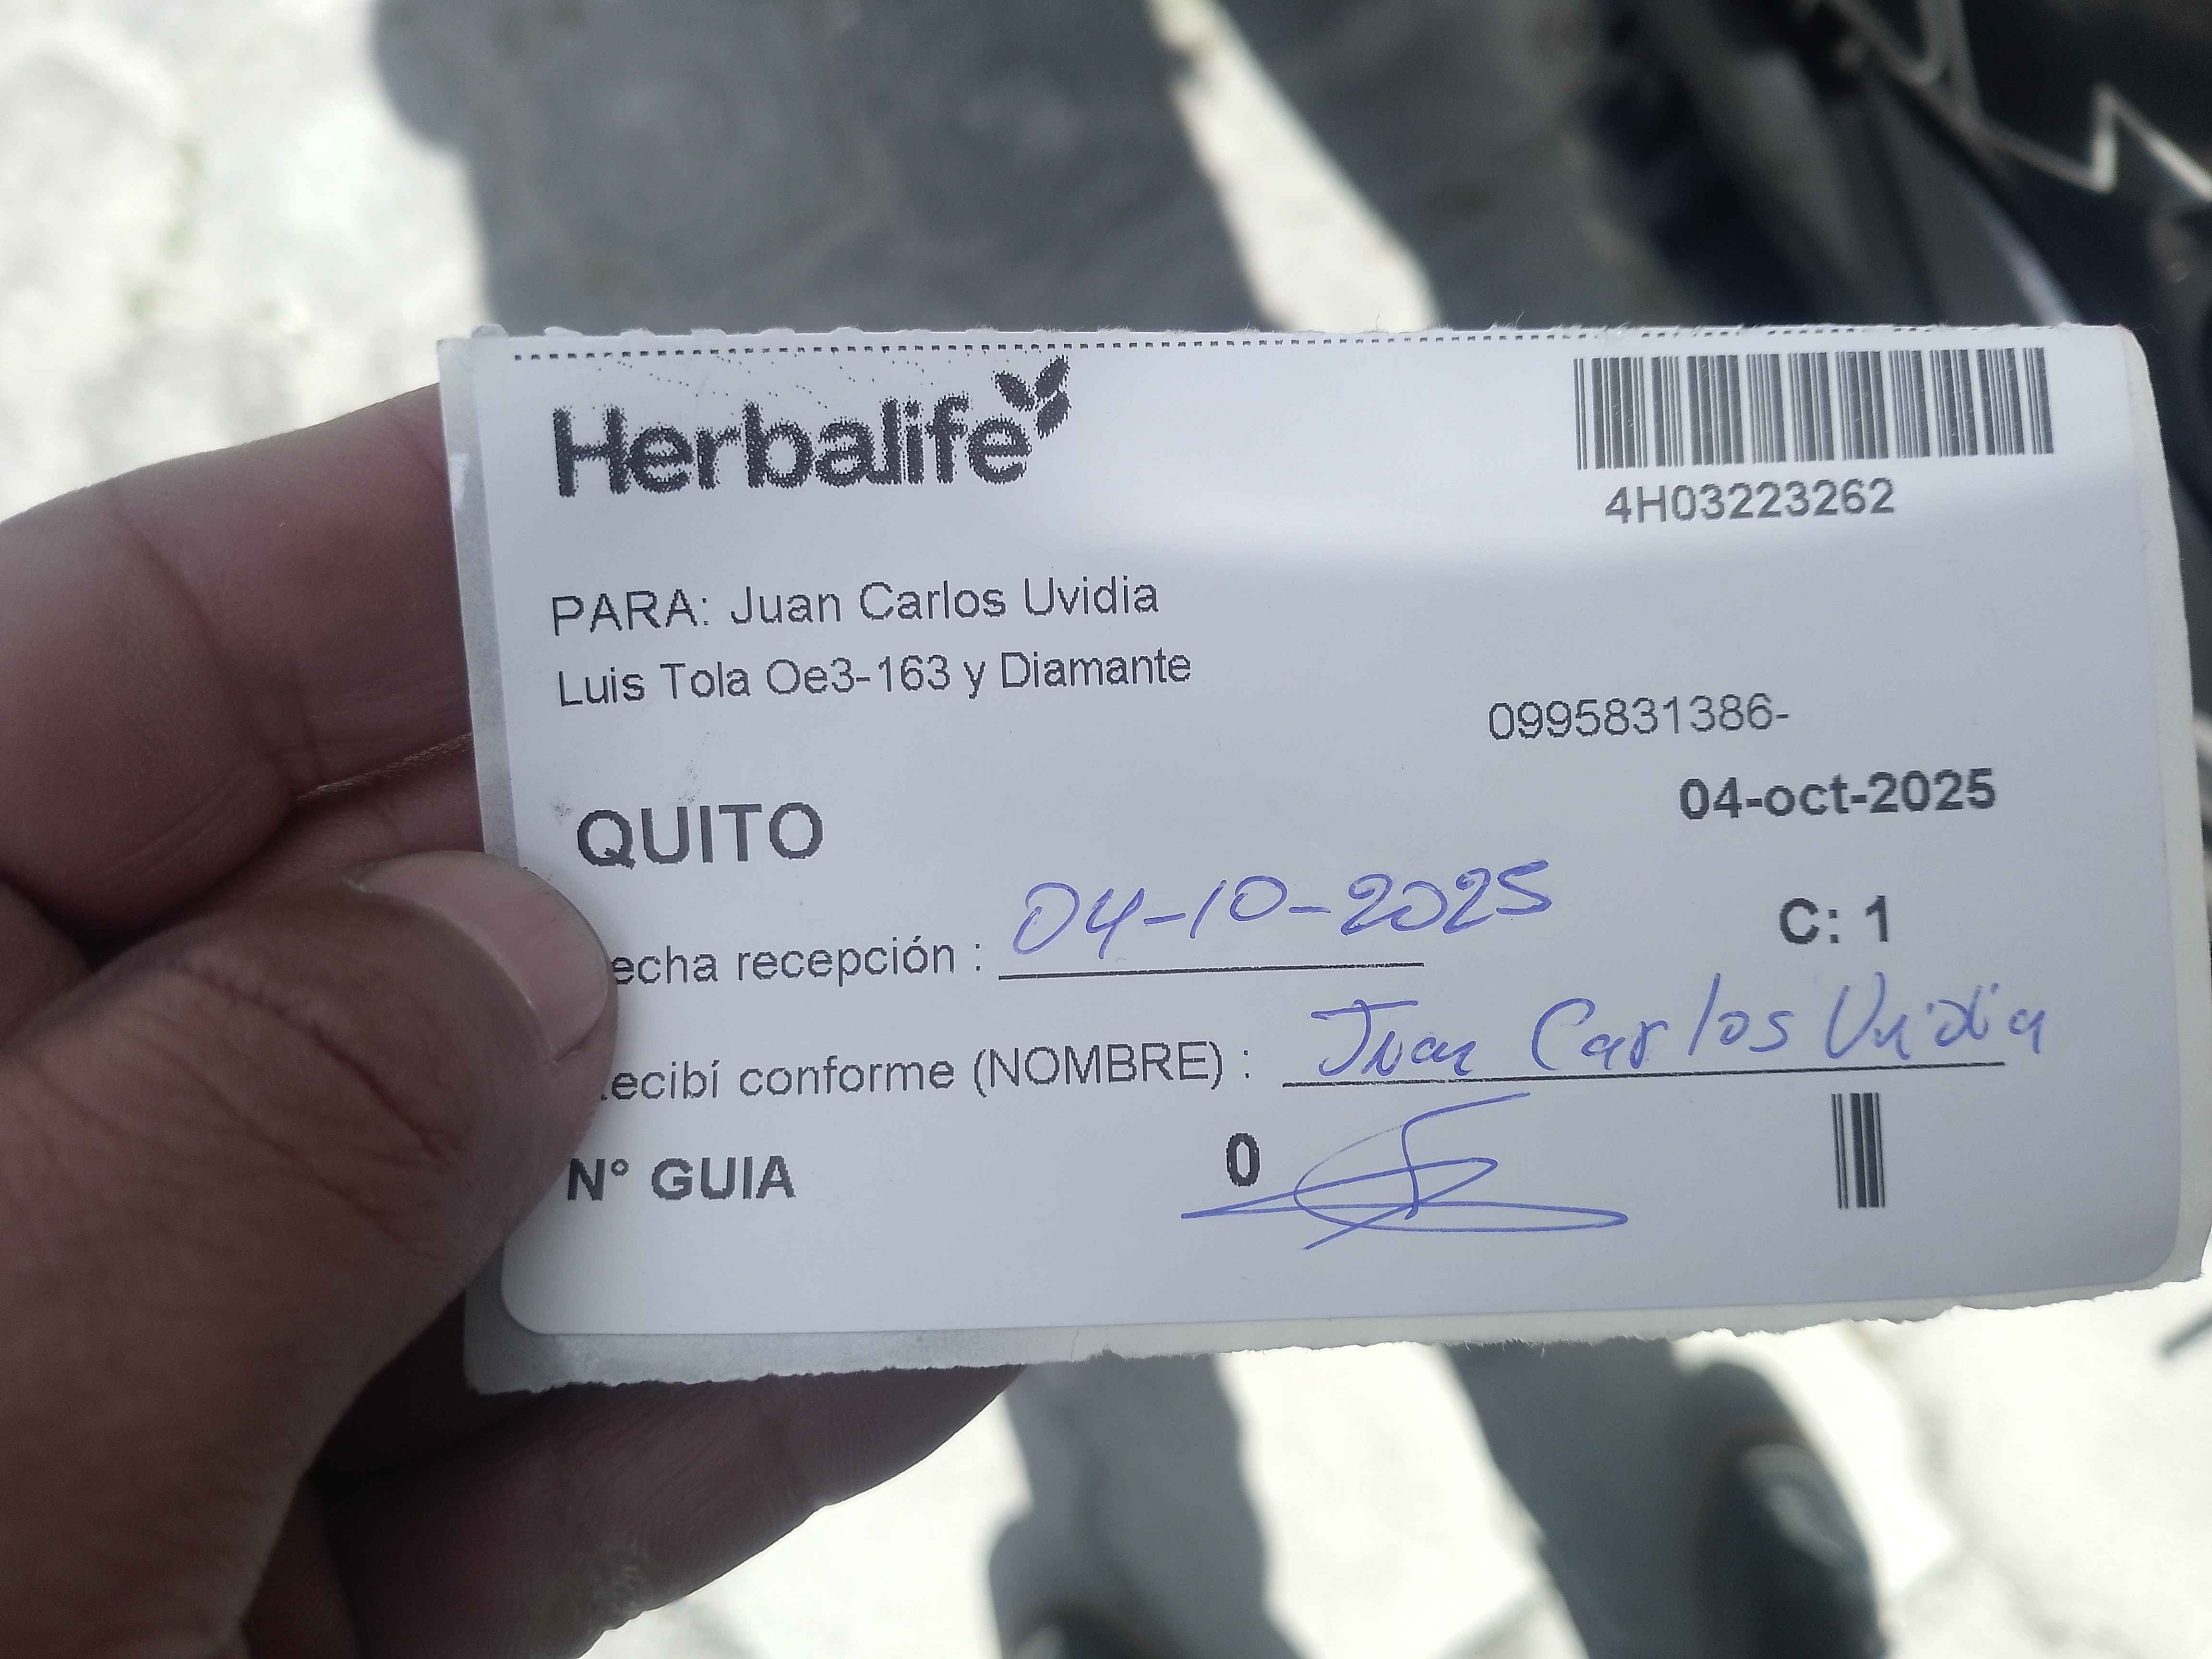 Herbalife
4H03223262
PARA: Juan Carlos Uvidia
Luis Tola Oe3-163 y Diamante
0995831386-
QUITO
04-oct-2025
echa recepción : 04-10-2025
C: 1
ecibí conforme (NOMBRE) : Juan Carlos Uvidia
N° GUIA 0